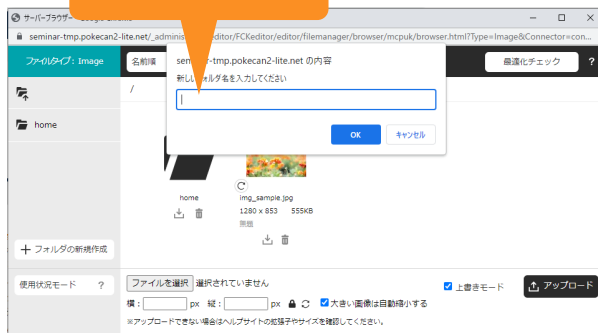 サーバーブラウザー
seminar-tmp.pokecan2-lite.net/_admin
editor/FCKeditor/editor/filemanager/browser/mcpuk/browser.html?Type=Image&Connector=con...
ファイルタイプ : Image
名前順
最適化チェック
?
seminar-tmp.pokecan2-lite.net の内容
新しいフォルダ名を入力してください
OK
キャンセル
/
home
home
img_sample.jpg
1280 x 853 555KB
無題
フォルダの新規作成
使用状況モード ?
ファイルを選択 選択されていません
上書きモード
アップロード
横 : px 縦 : px 大きい画像は自動縮小する
※アップロードできない場合はヘルプサイトの拡張子やサイズを確認してください。